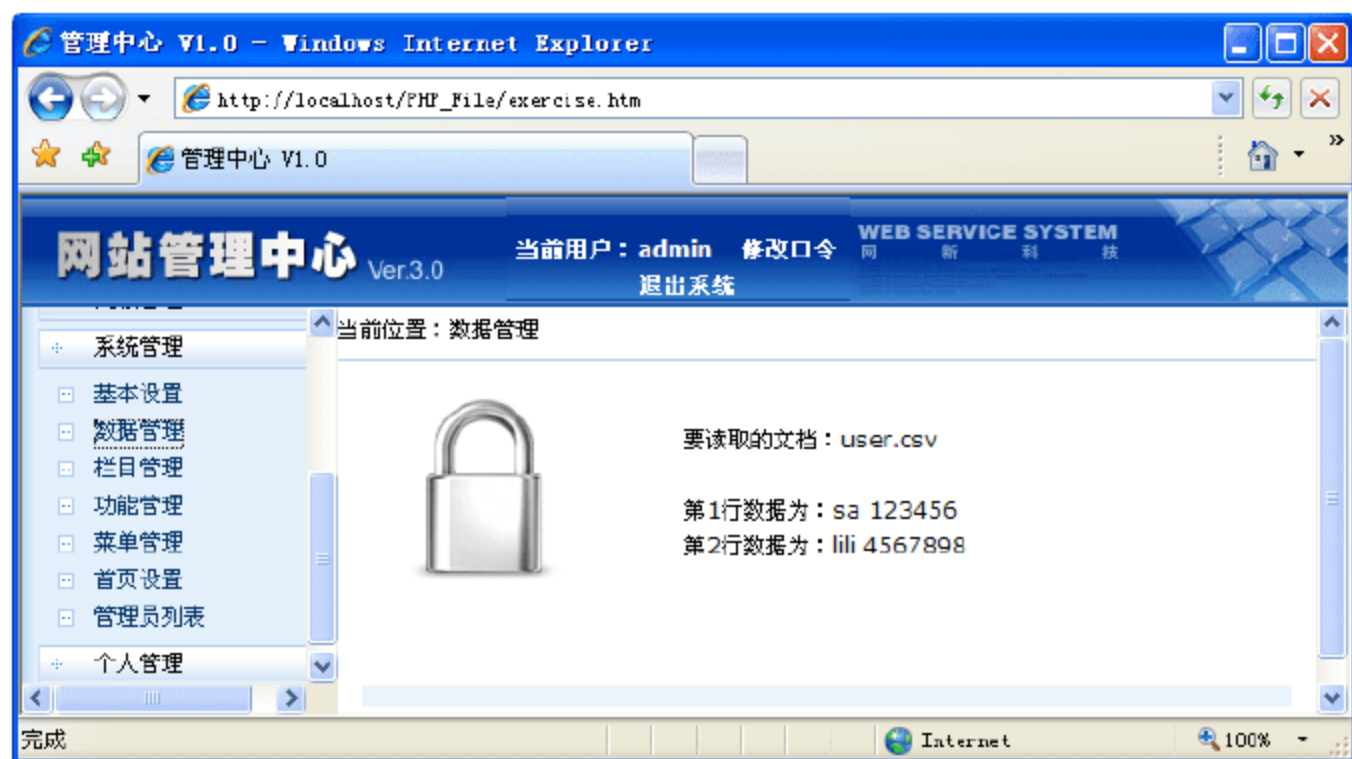 管理中心 V1.0 - Windows Internet Explorer
http://localhost/PHP_File/exercise.htm
管理中心 V1.0
网站管理中心 Ver.3.0
当前用户：admin 修改口令
退出系统
WEB SERVICE SYSTEM
网 新 科 技
系统管理
基本设置
数据管理
栏目管理
功能管理
菜单管理
首页设置
管理员列表
个人管理
当前位置：数据管理
要读取的文档：user.csv
第1行数据为：sa 123456
第2行数据为：lili 4567898
完成
Internet
100%